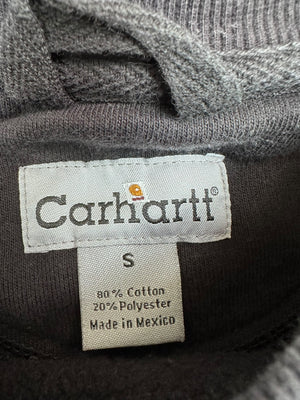 Carhartt
S
80% Cotton
20% Polyester
Made in Mexico